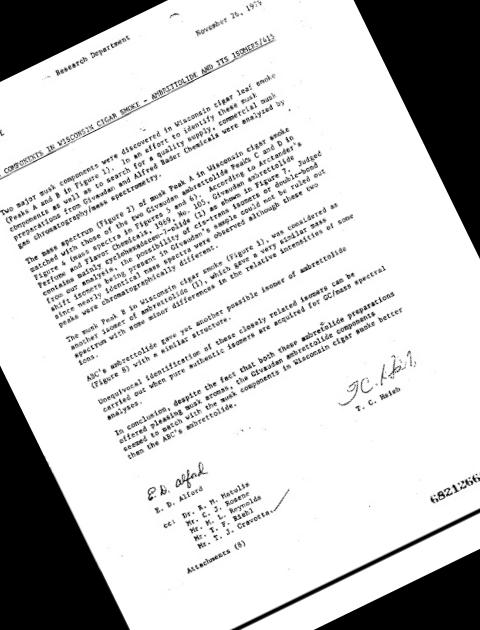 Research Department
November 26,
COMPONENTS IN WISCONSIN CIGAR SMOKE - AMBRETTOLIDE AND ITS ISOMERS/415
Two major musk components were discovered in Wisconsin cigar leaf smoke
(Peaks A and B in Figure 1). In an effort to identify these musk
components as well as to search for a quality supply, commercial musk
preparations from Givaudan and Alfred Bader Chemicals were analyzed by
gas chromatography/mass spectrometry.
The mass spectrum (Figure 2) of musk Peak A in Wisconsin cigar smoke
matched with those of the two Givaudan ambrettolide Peaks C and D in
Figure 4 (mass spectra in Figures 5 and 6). According to Arctander's
Perfume and Flavor Chemicals, 1969, No. 105, Givaudan ambrettolide
contains mainly cyclohexadecen-7-olide (I) as shown in Figure 7. Judged
from our analysis, the possibility of cis-trans isomers or double-bond
shift isomers being present in Givaudan's sample could not be ruled out
since nearly identical mass spectra were observed although these two
peaks were chromatographically different.
The musk Peak B in Wisconsin cigar smoke (Figure 1), was considered as
another isomer of ambrettolide (I), which gave a very similar mass
spectrum with some minor differences in the relative intensities of some
ions.
ABC's ambrettolide gave yet another possible isomer of ambrettolide
(Figure 8) with a similar structure.
Unequivocal identification of these closely related isomers can be
carried out when pure authentic isomers are acquired for GC/mass spectral
analyses.
In conclusion, despite the fact that both these ambretolide preparations
offered pleasing musk aromas, the Givaudan ambrettolide components
seemed to match with the musk components in Wisconsin cigar smoke better
than the ABC's ambrettolide.
T. C. Hsieh
E. D. Alford
E. D. Alford
cc: Dr. R. M. Matulis
Mr. C. J. Rosene
Mr. M. L. Reynolds
Mr. T. F. Riehl
Mr. T. J. Cravotta
Attachments (8)
6821266